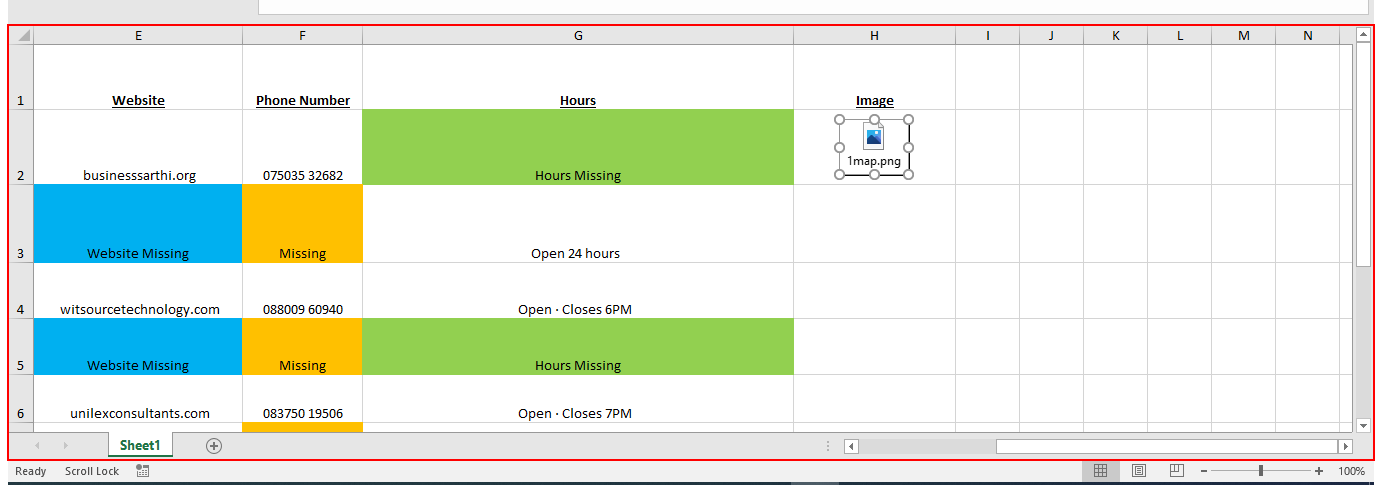 E F G H I J K L M N
1 Website Phone Number Hours Image
1map.png
2 businesssarthi.org 075035 32682 Hours Missing
3 Website Missing Missing Open 24 hours
4 witsourcetechnology.com 088009 60940 Open · Closes 6PM
5 Website Missing Missing Hours Missing
6 unilexconsultants.com 083750 19506 Open · Closes 7PM
Sheet1
Ready Scroll Lock 100%